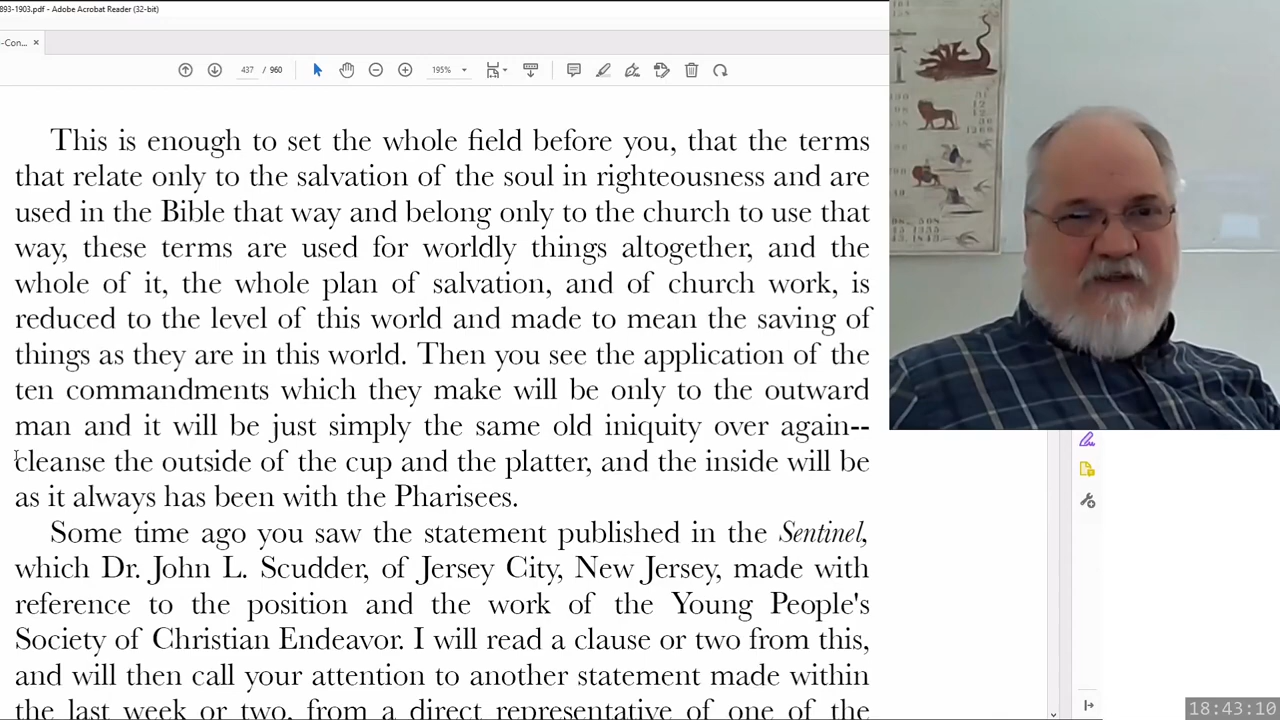 893-1903.pdf - Adobe Acrobat Reader (32-bit)
-Con... ×
437 / 960
195%
This is enough to set the whole field before you, that the terms
that relate only to the salvation of the soul in righteousness and are
used in the Bible that way and belong only to the church to use that
way, these terms are used for worldly things altogether, and the
whole of it, the whole plan of salvation, and of church work, is
reduced to the level of this world and made to mean the saving of
things as they are in this world. Then you see the application of the
ten commandments which they make will be only to the outward
man and it will be just simply the same old iniquity over again--
cleanse the outside of the cup and the platter, and the inside will be
as it always has been with the Pharisees.
Some time ago you saw the statement published in the Sentinel,
which Dr. John L. Scudder, of Jersey City, New Jersey, made with
reference to the position and the work of the Young People's
Society of Christian Endeavor. I will read a clause or two from this,
and will then call your attention to another statement made within
the last week or two, from a direct representative of one of the
18:43:10